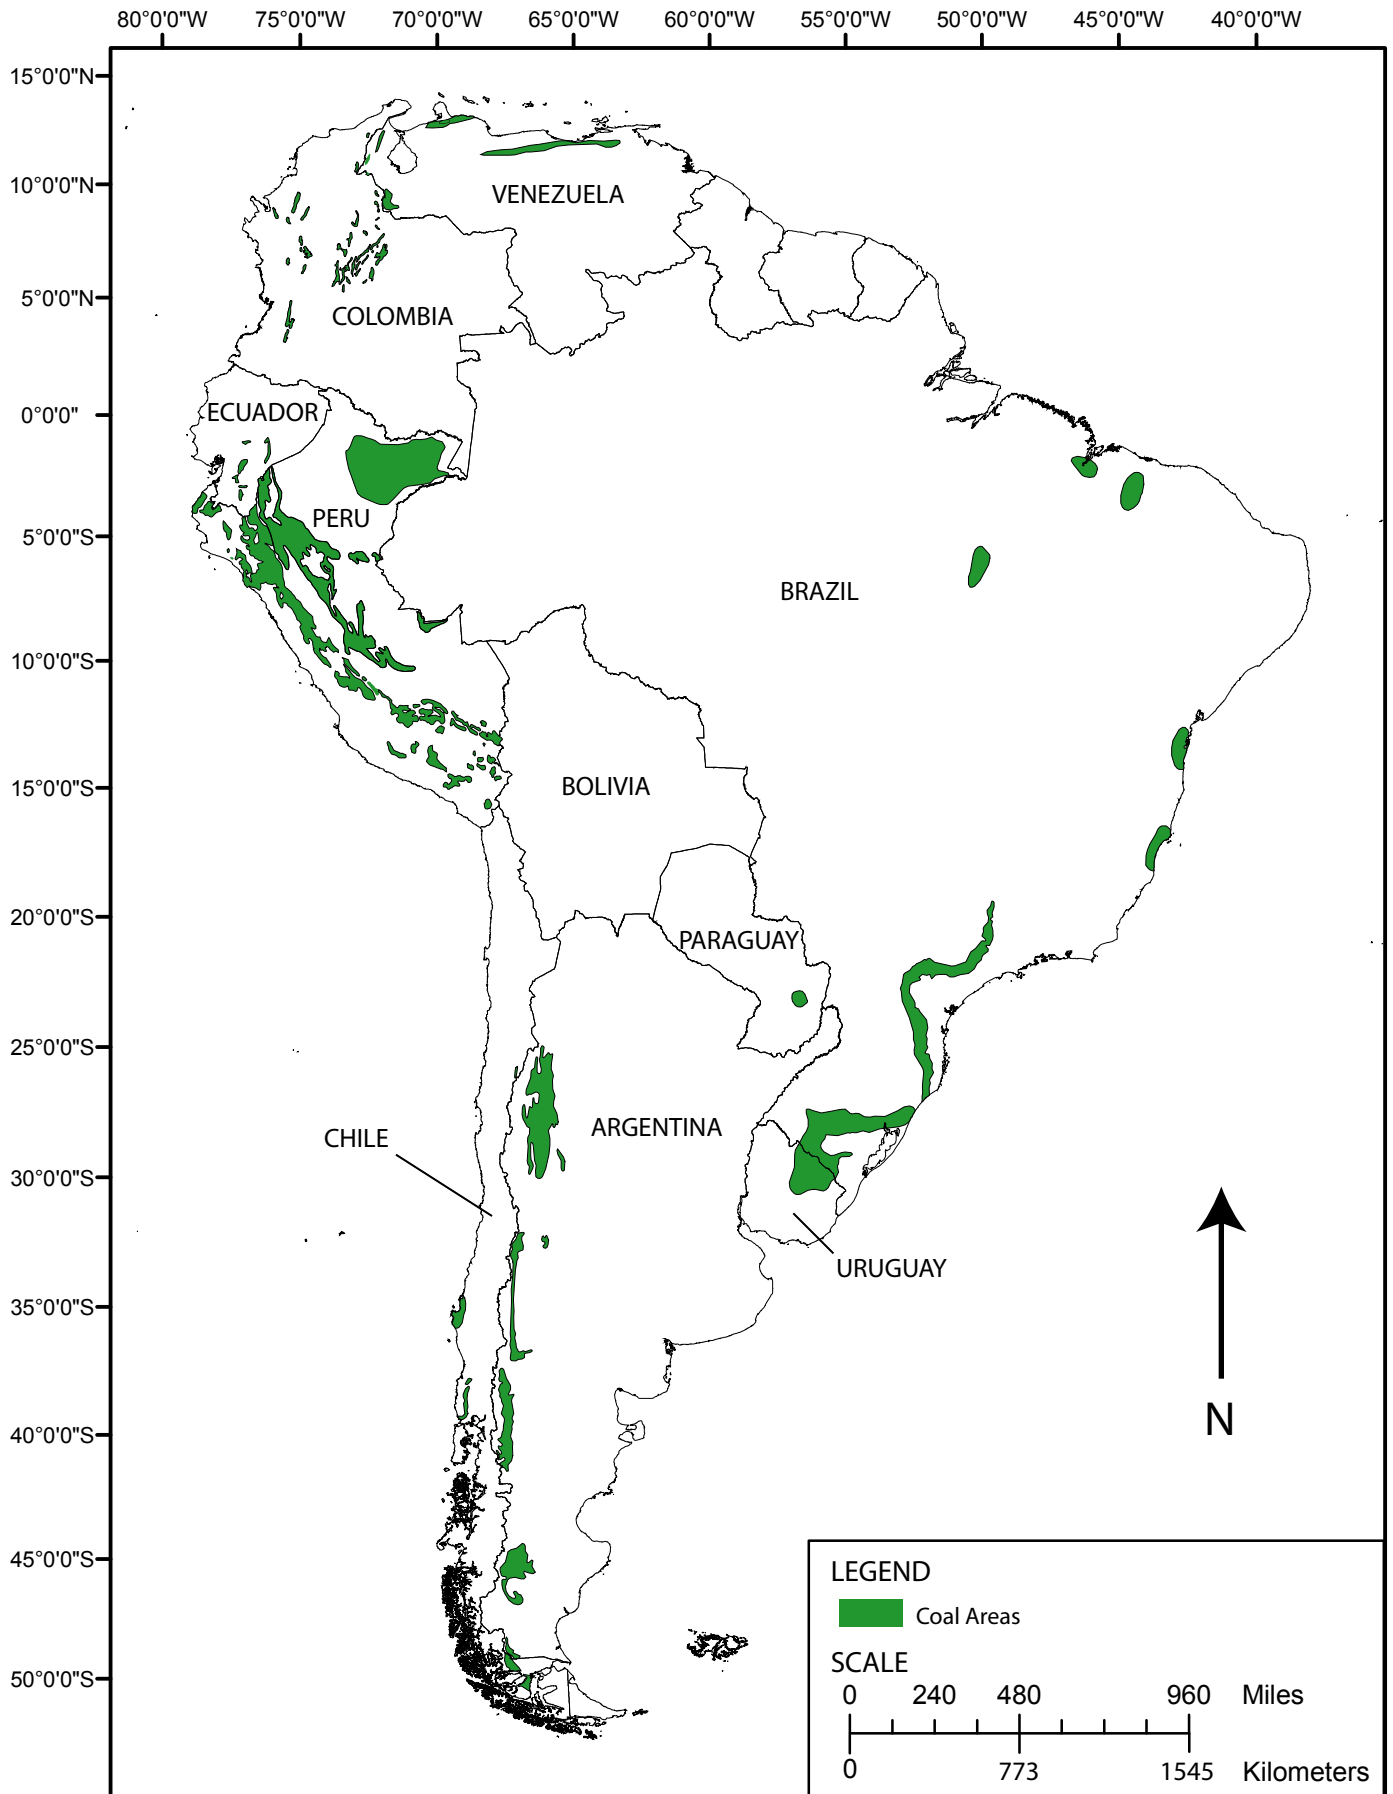 80°0'0"W 75°0'0"W 70°0'0"W 65°0'0"W 60°0'0"W 55°0'0"W 50°0'0"W 45°0'0"W 40°0'0"W
15°0'0"N
10°0'0"N
VENEZUELA
5°0'0"N
COLOMBIA
0°0'0"
ECUADOR
PERU
5°0'0"S
BRAZIL
10°0'0"S
BOLIVIA
15°0'0"S
20°0'0"S
PARAGUAY
25°0'0"S
ARGENTINA
CHILE
30°0'0"S
URUGUAY
35°0'0"S
N
40°0'0"S
45°0'0"S
50°0'0"S
LEGEND
Coal Areas
SCALE
0 240 480 960 Miles
0 773 1545 Kilometers